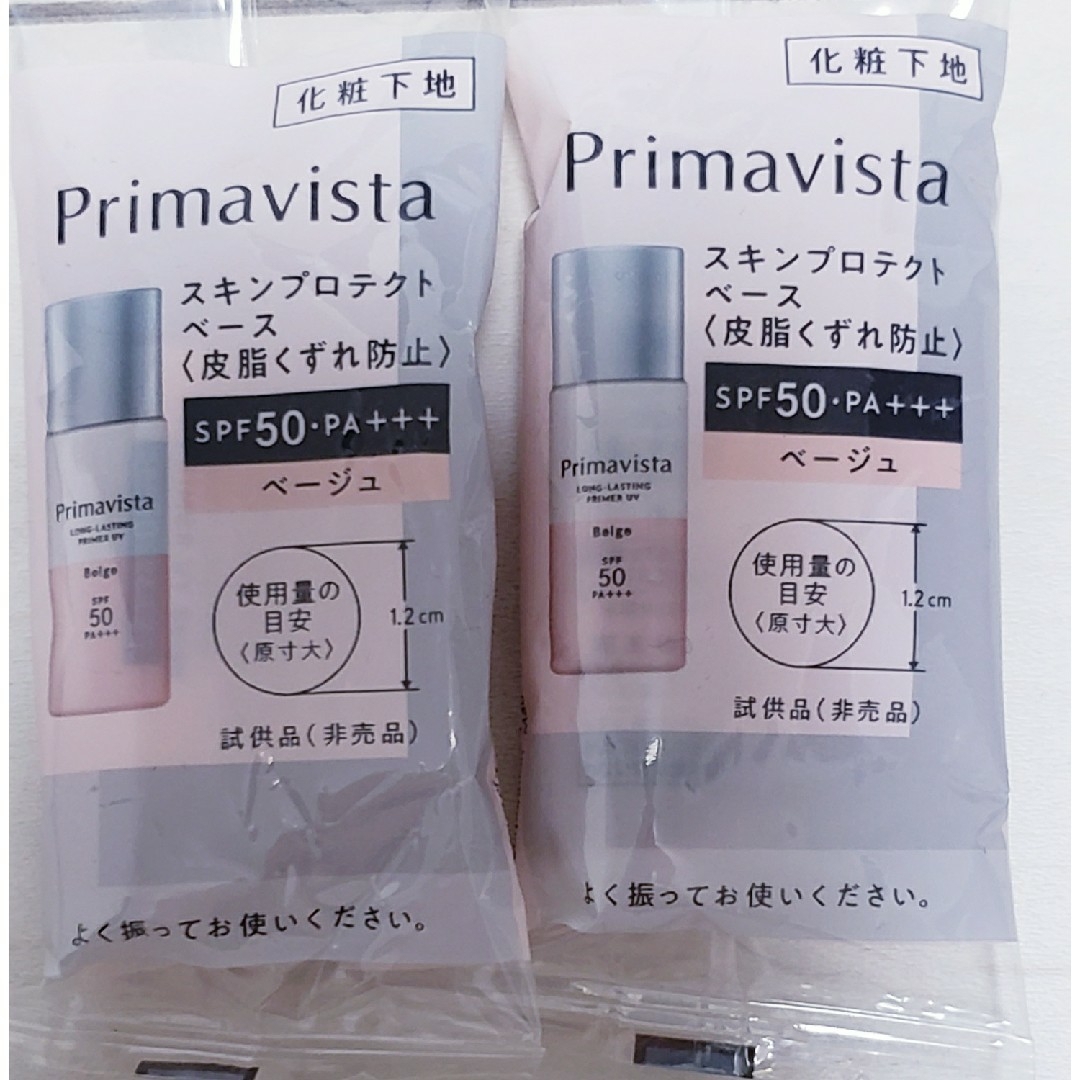 化粧下地
Primavista
スキンプロテクト
ベース
〈皮脂くずれ防止〉
SPF50・PA+++
ベージュ
Primavista
LONG-LASTING
PRIMER UV
Beige
SPF
50
PA+++
使用量の
目安
〈原寸大〉
1.2cm
試供品(非売品)
よく振ってお使いください。
化粧下地
Primavista
スキンプロテクト
ベース
〈皮脂くずれ防止〉
SPF50・PA+++
ベージュ
Primavista
LONG-LASTING
PRIMER UV
Beige
SPF
50
PA+++
使用量の
目安
〈原寸大〉
1.2cm
試供品(非売品)
よく振ってお使いください。